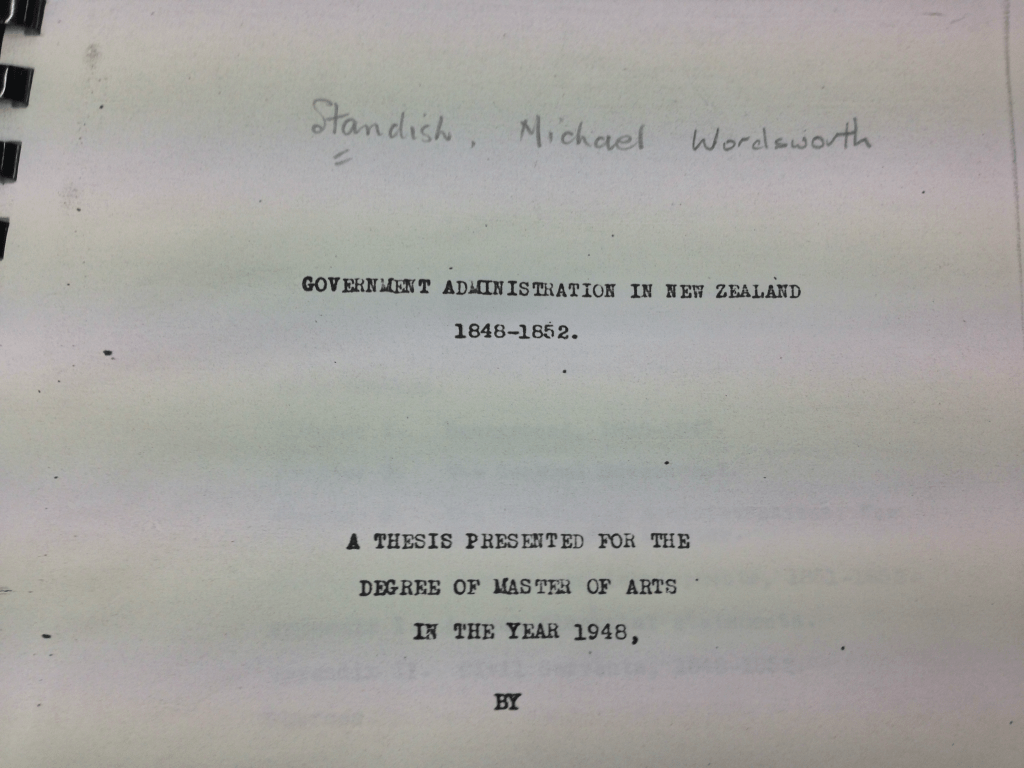 Standish, Michael Wordsworth
GOVERNMENT ADMINISTRATION IN NEW ZEALAND
1848-1852.
A THESIS PRESENTED FOR THE
DEGREE OF MASTER OF ARTS
IN THE YEAR 1948,
BY